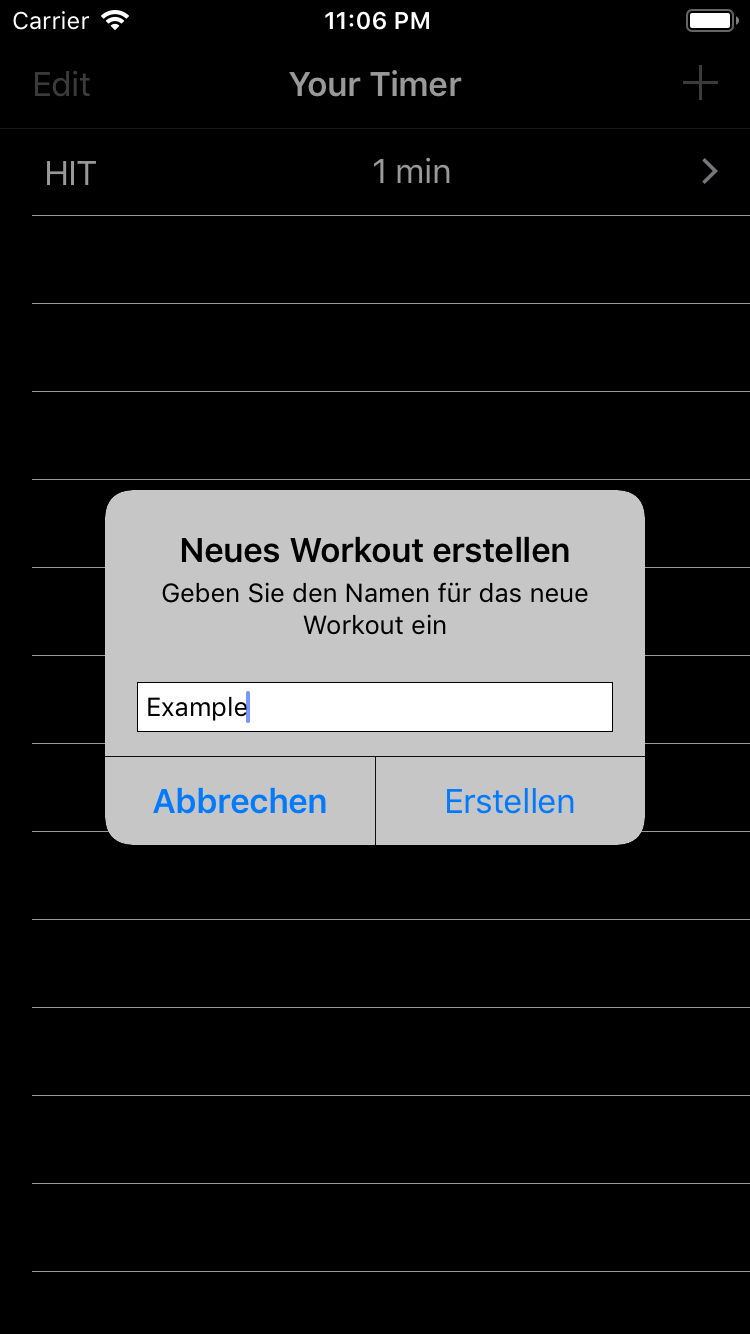 Carrier 11:06 PM
Edit Your Timer
HIT 1 min
Neues Workout erstellen
Geben Sie den Namen für das neue
Workout ein
Example
Abbrechen Erstellen